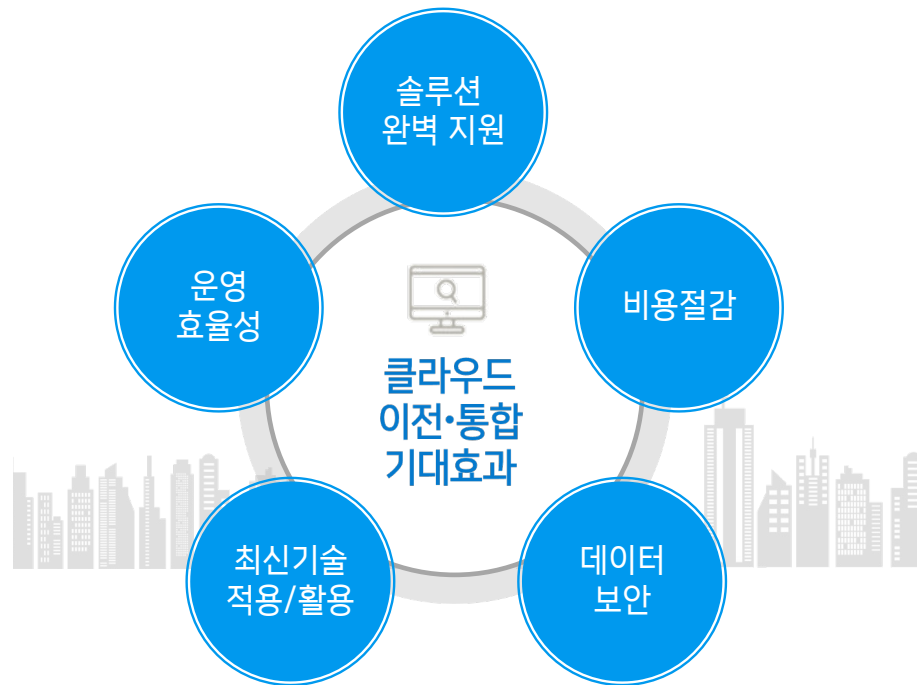 솔루션
완벽 지원
운영
효율성
비용절감
클라우드
이전·통합
기대효과
최신기술
적용/활용
데이터
보안